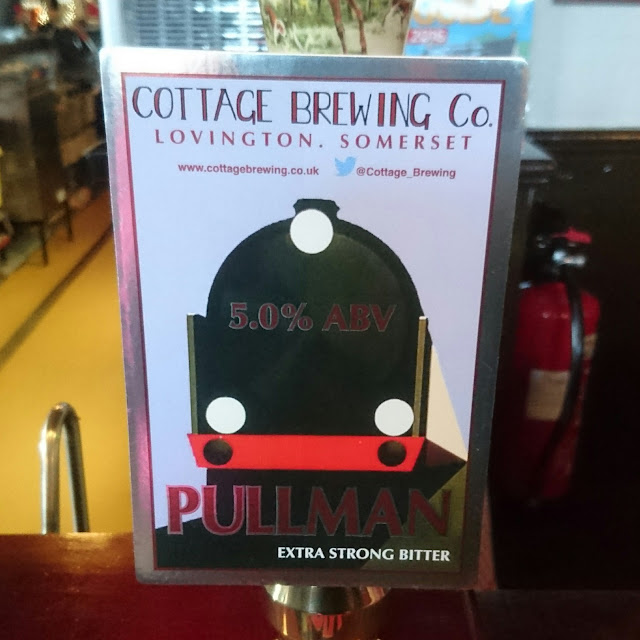 COTTAGE BREWING Co.
LOVINGTON. SOMERSET
www.cottagebrewing.co.uk @Cottage_Brewing
5.0% ABV
PULLMAN
EXTRA STRONG BITTER